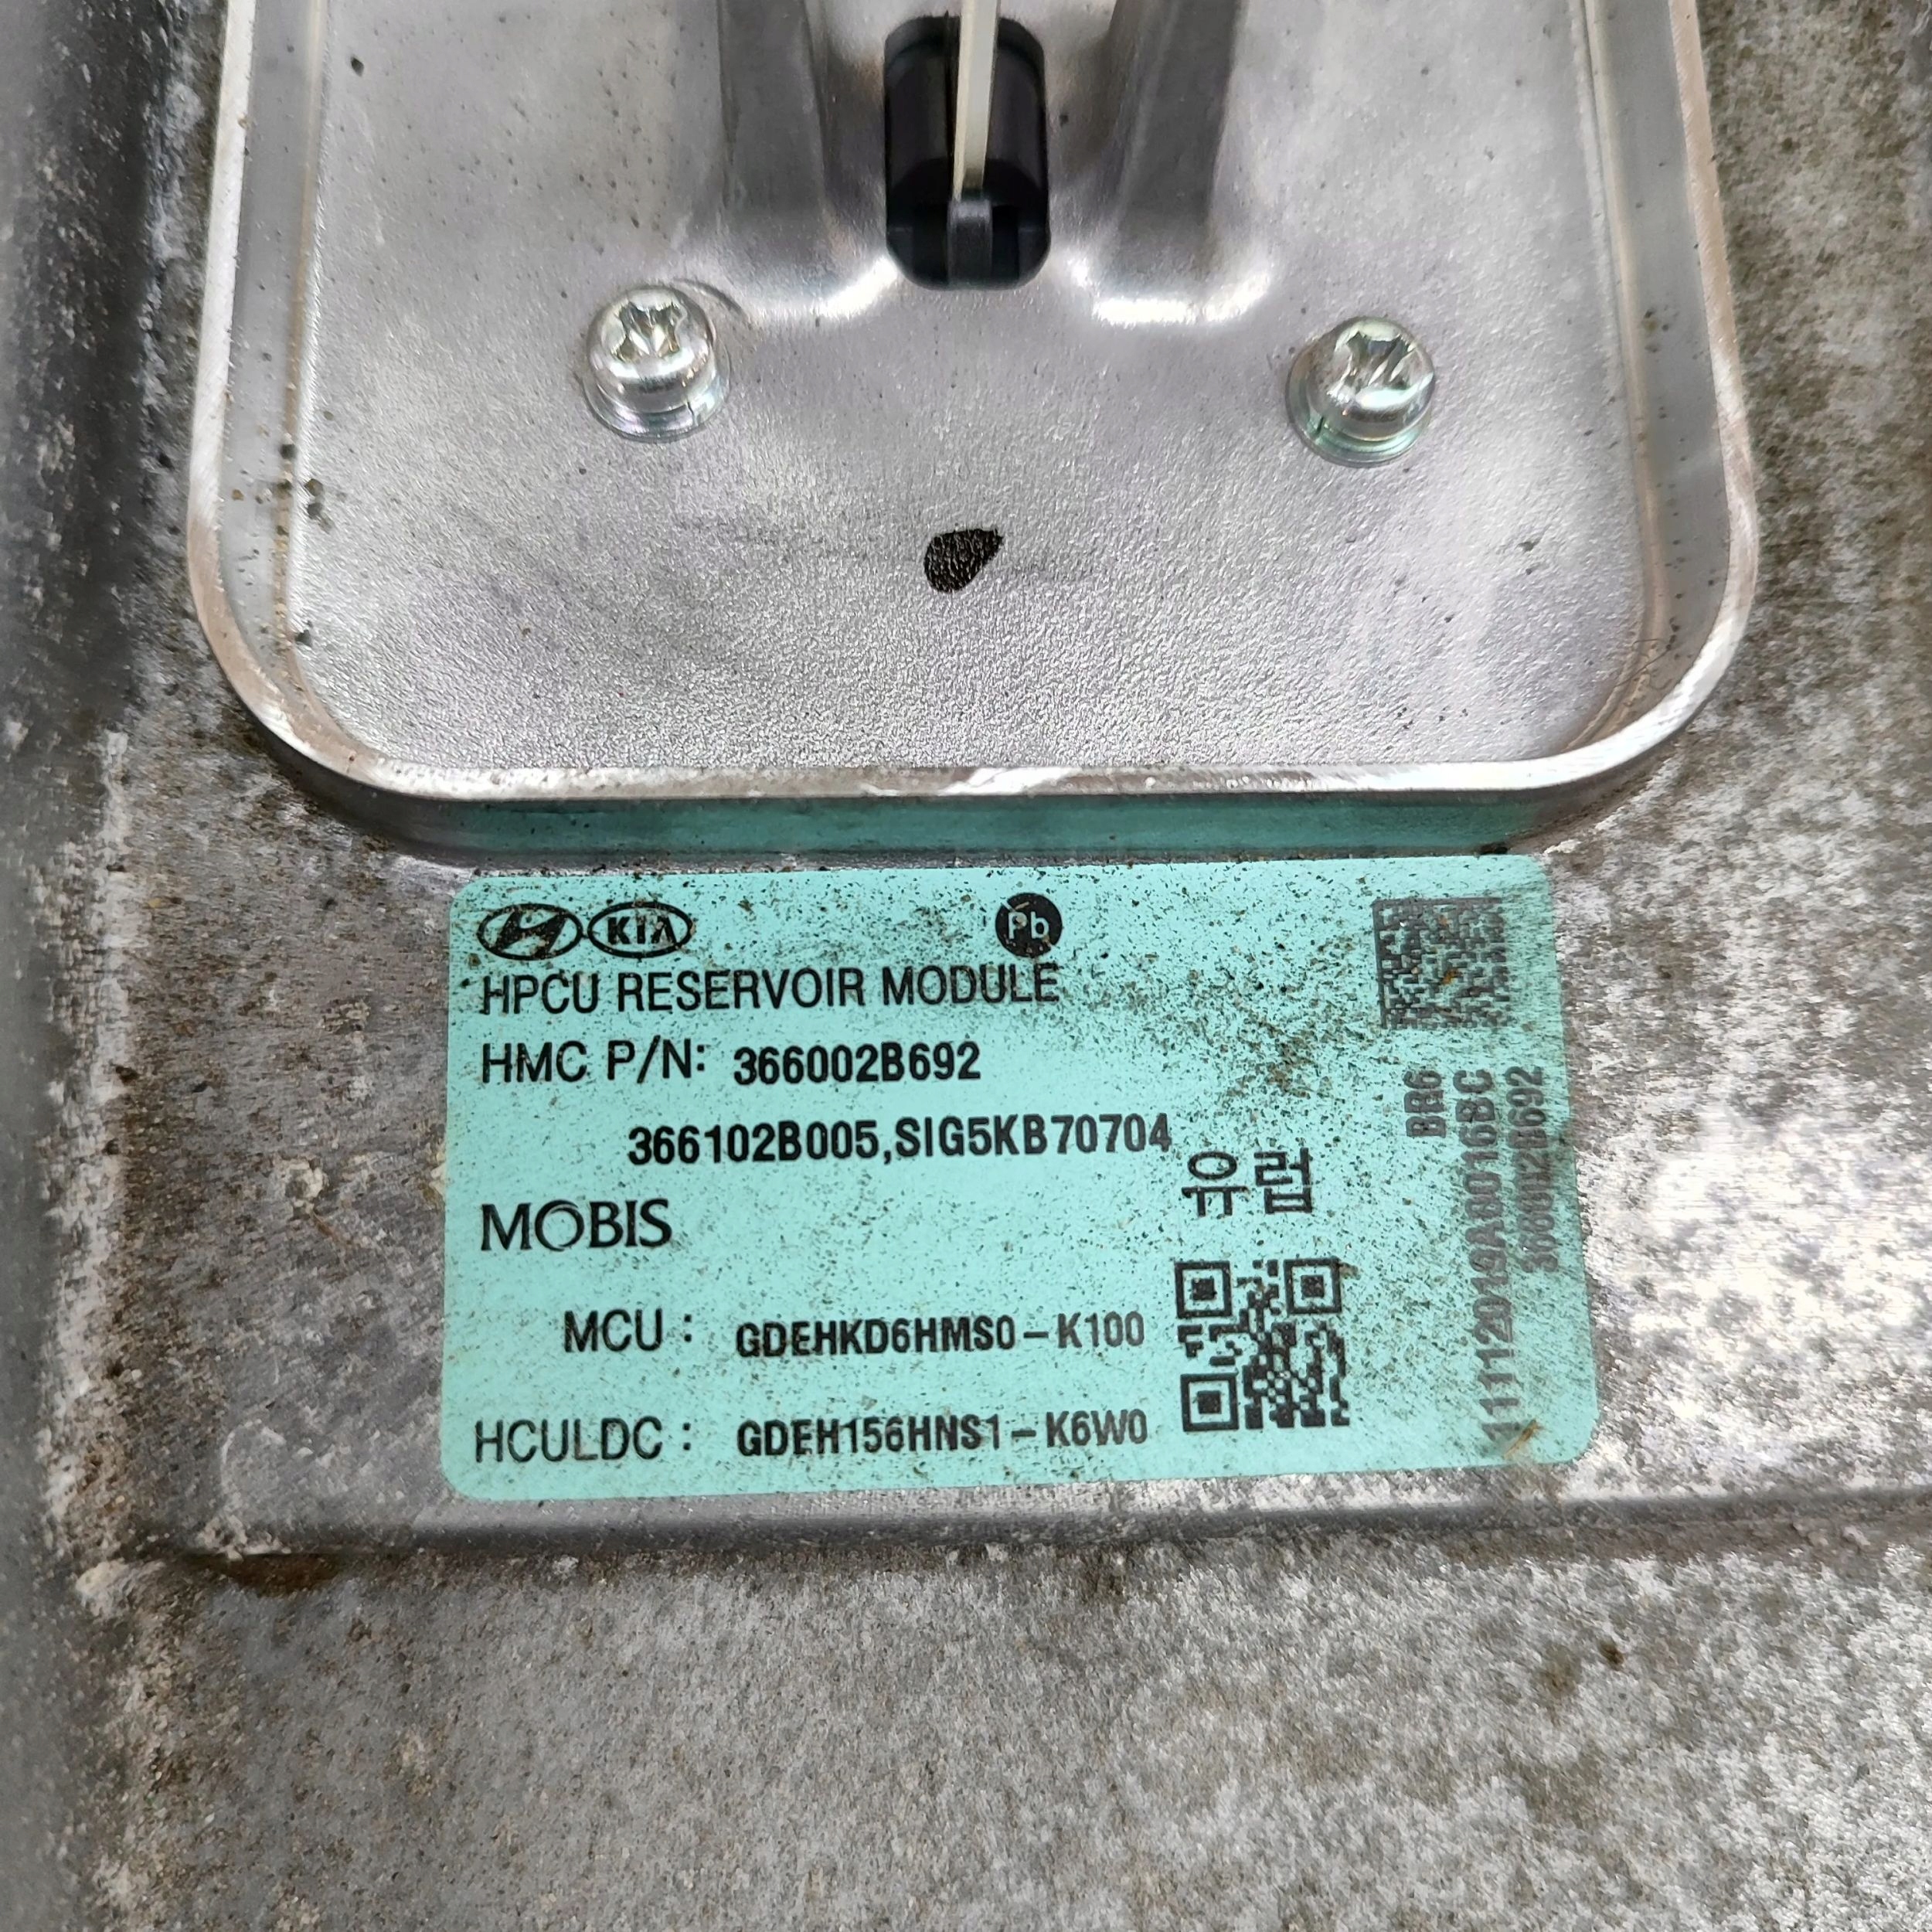 KIA
Pb
HPCU RESERVOIR MODULE
HMC P/N: 366002B692
366102B005,SIG5KB70704
유럽
MOBIS
MCU : GDEHKD6HMS0-K100
HCULDC : GDEH156HNS1-K6W0
BR6
366002B692